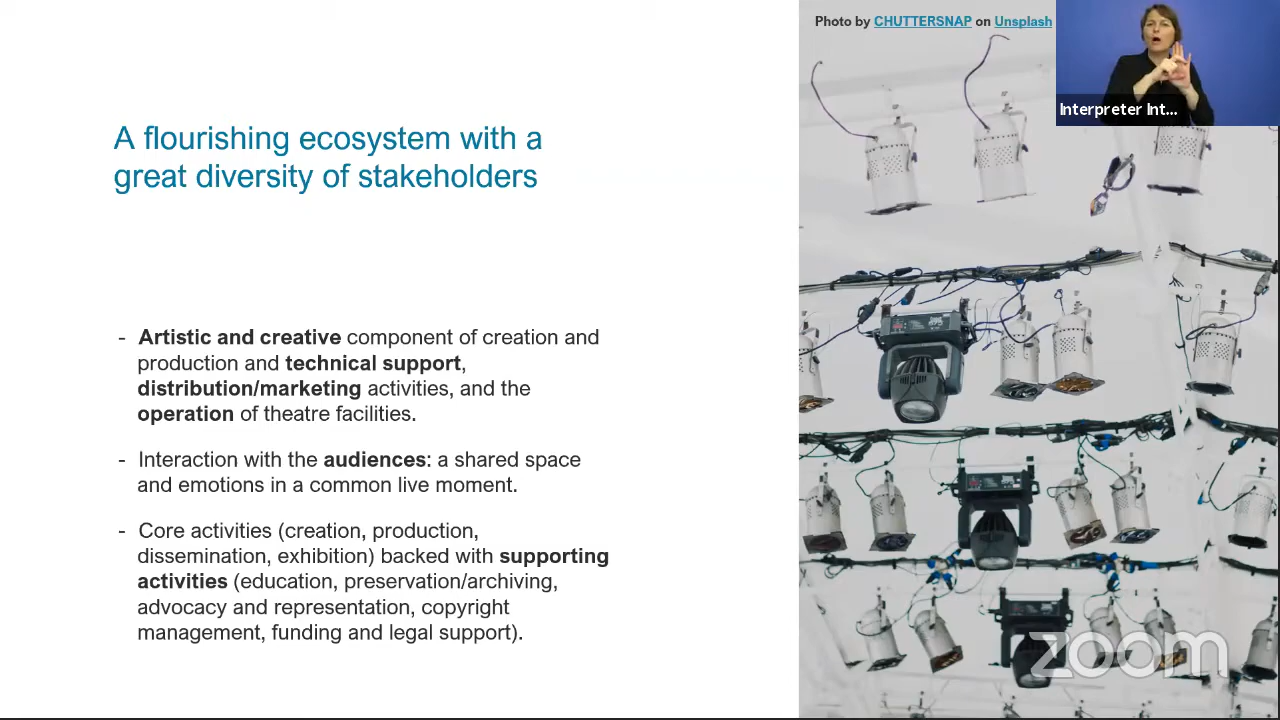 Photo by CHUTTERSNAP on Unsplash
Interpreter Int...
A flourishing ecosystem with a
great diversity of stakeholders
- Artistic and creative component of creation and
production and technical support,
distribution/marketing activities, and the
operation of theatre facilities.
- Interaction with the audiences: a shared space
and emotions in a common live moment.
- Core activities (creation, production,
dissemination, exhibition) backed with supporting
activities (education, preservation/archiving,
advocacy and representation, copyright
management, funding and legal support).
zoom